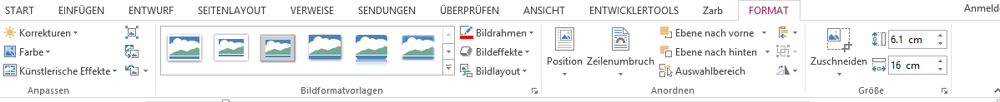 START EINFÜGEN ENTWURF SEITENLAYOUT VERWEISE SENDUNGEN ÜBERPRÜFEN ANSICHT ENTWICKLERTOOLS Zarb FORMAT Anmeld
Korrekturen
Farbe
Künstlerische Effekte
Anpassen
Bildrahmen
Bildeffekte
Bildlayout
Bildformatvorlagen
Position
Zeilenumbruch
Ebene nach vorne
Ebene nach hinten
Auswahlbereich
Anordnen
Zuschneiden
6.1 cm
16 cm
Größe